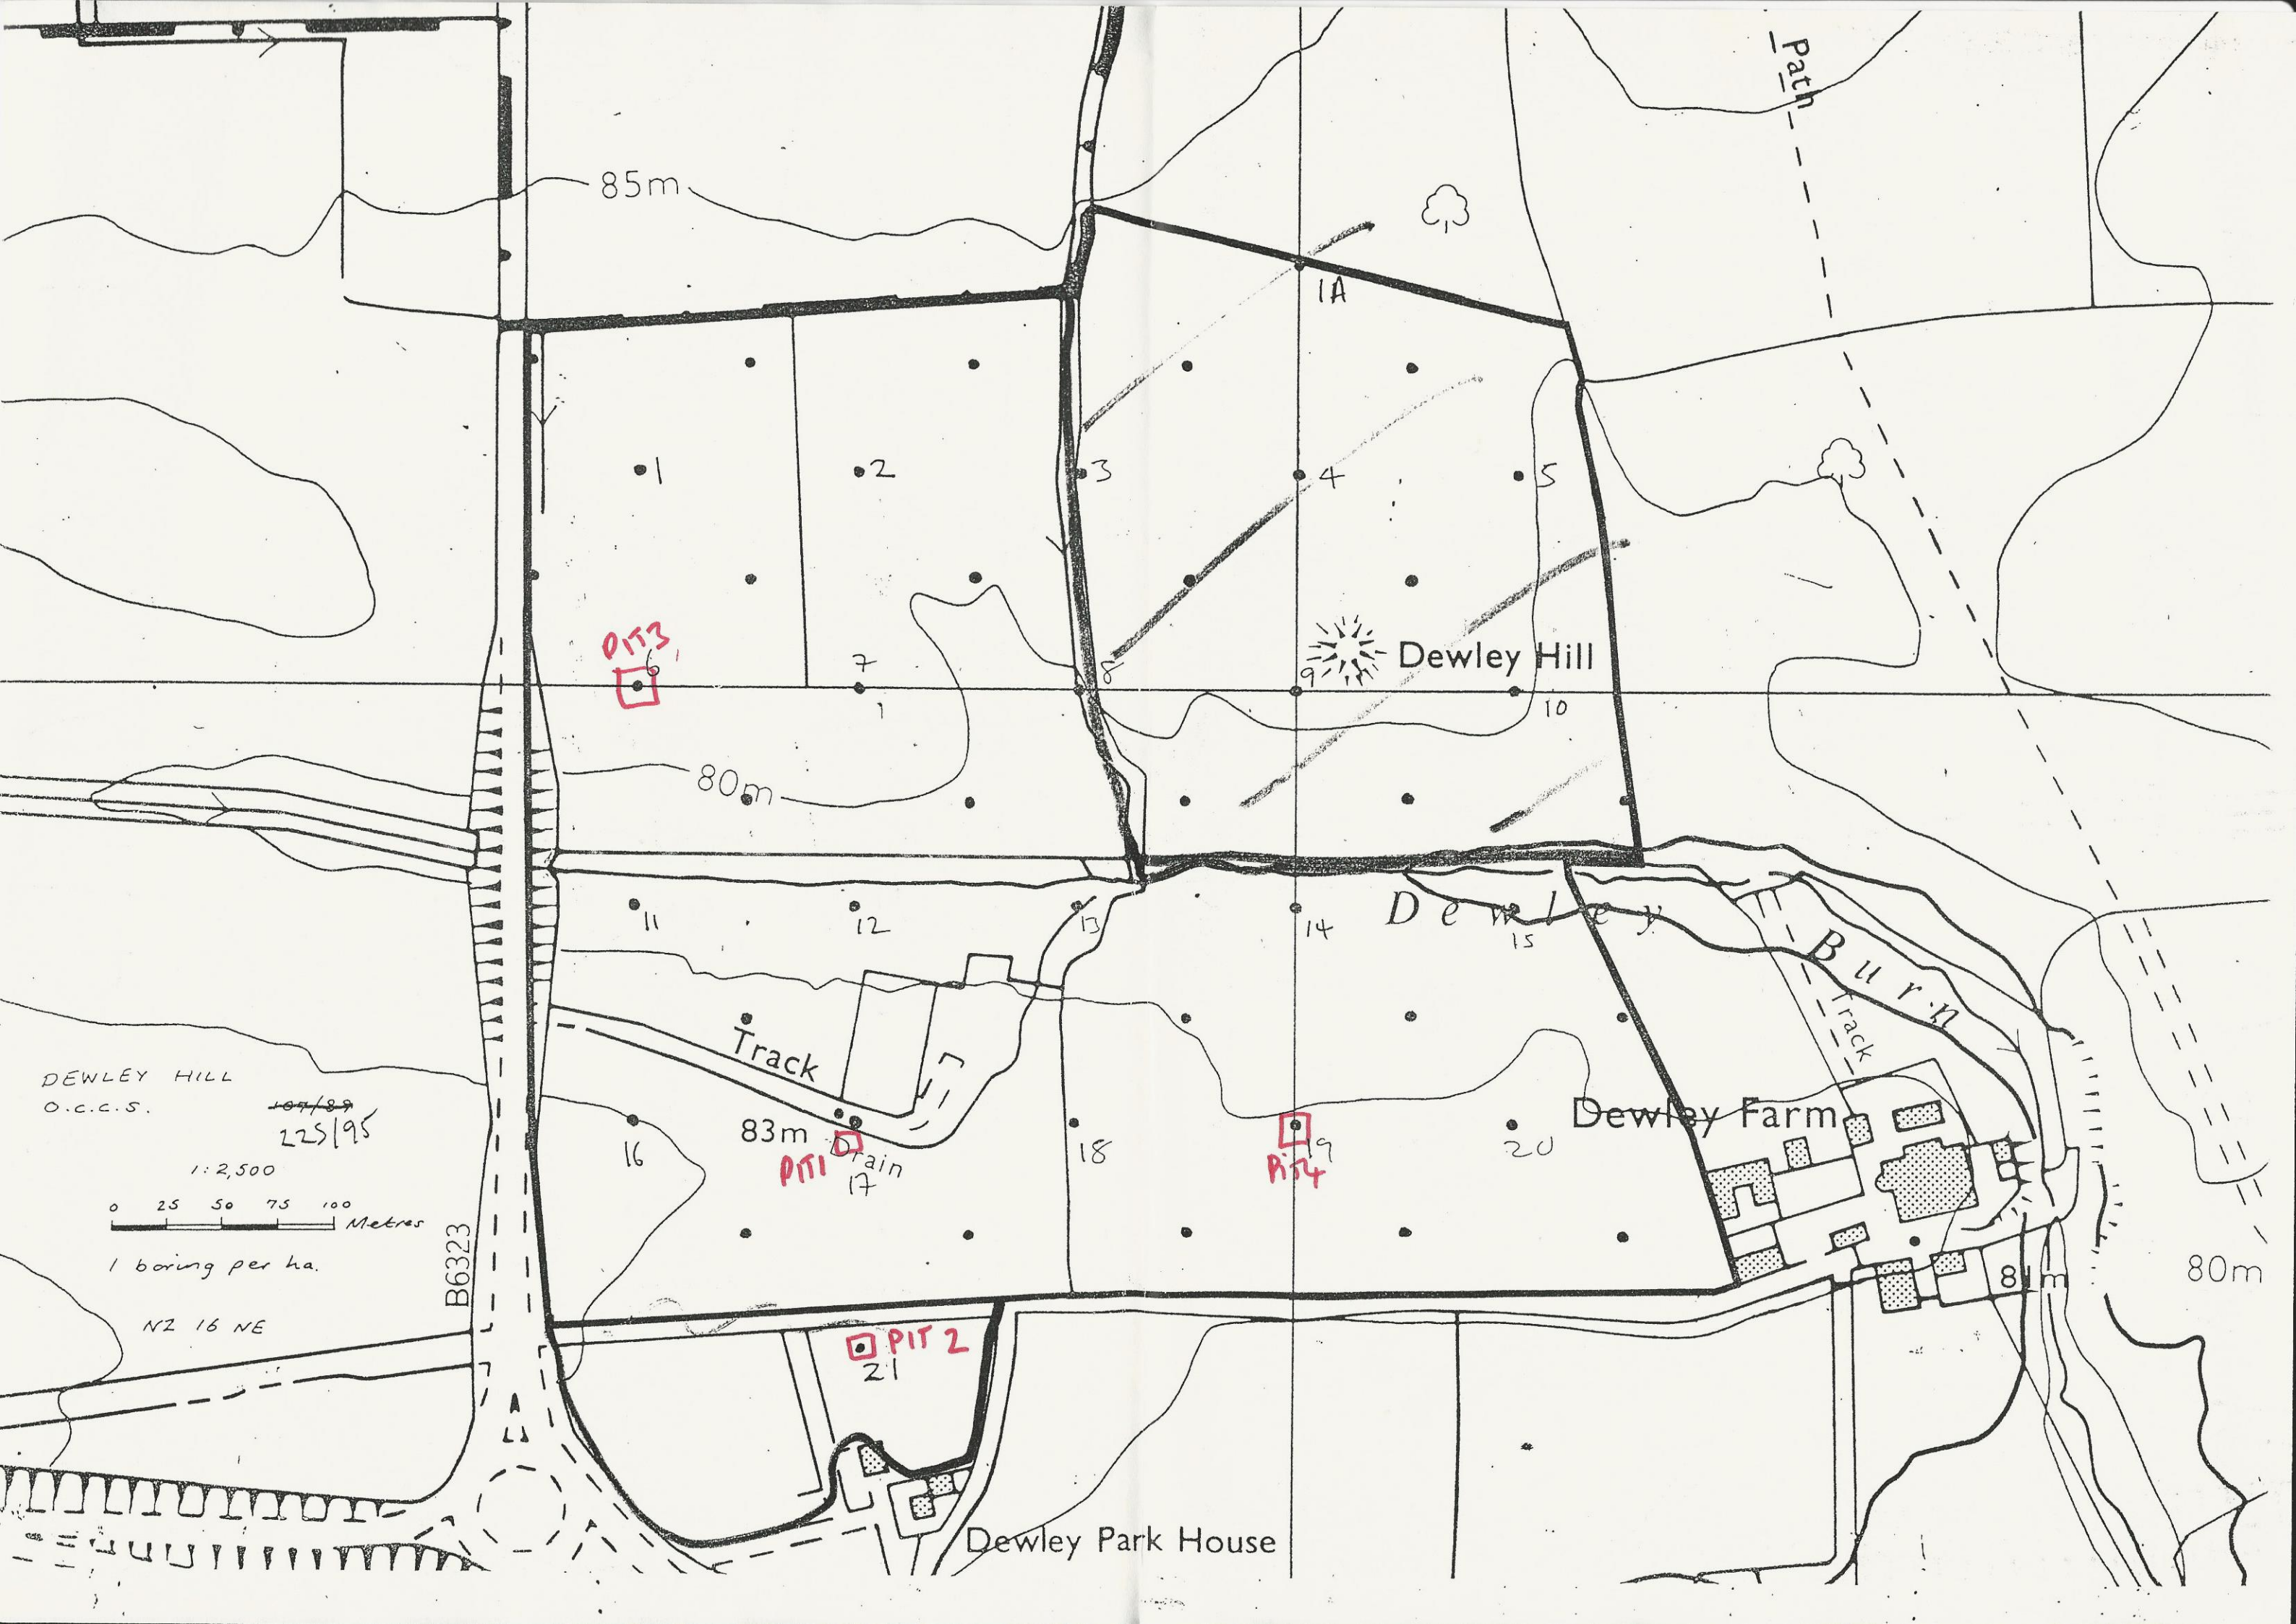 Path
85m
1A
1
2
3
4
5
PIT3
6
7
8
9
Dewley Hill
1
10
80m
11
12
13
14
Dewley
15
Burn
Track
Track
DEWLEY HILL
O.C.C.S.
107/89
225/95
1:2,500
0 25 50 75 100
Metres
1 boring per ha.
NZ 16 NE
B6323
16
83m
Drain
PIT1
17
18
19
Pit4
20
Dewley Farm
81m
80m
PIT 2
21
Dewley Park House